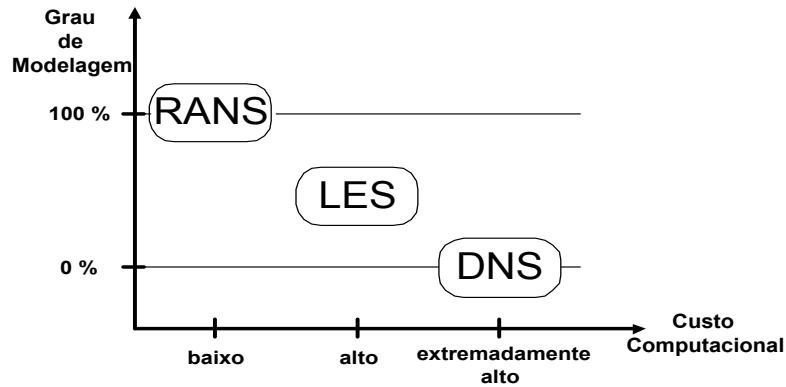 Grau
de
Modelagem
100 %
RANS
LES
0 %
DNS
baixo
alto
extremadamente
alto
Custo
Computacional